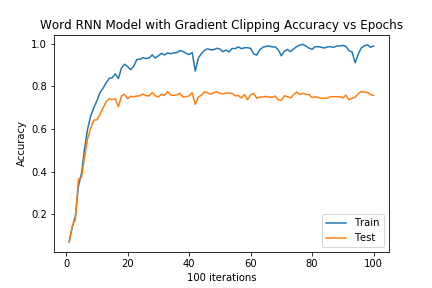 Word RNN Model with Gradient Clipping Accuracy vs Epochs
1.0
0.8
0.6
0.4
0.2
Accuracy
0
20
40
60
80
100
100 iterations
Train
Test